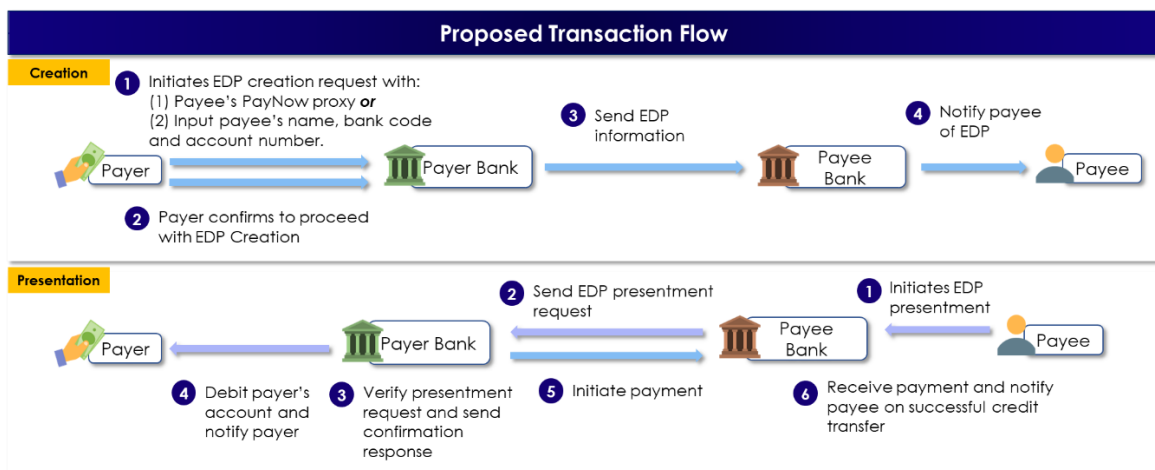 Proposed Transaction Flow
Creation
1 Initiates EDP creation request with:
(1) Payee's PayNow proxy or
(2) Input payee's name, bank code
and account number.
3 Send EDP
information
4 Notify payee
of EDP
Payer
Payer Bank
Payee
Bank
Payee
2 Payer confirms to proceed
with EDP Creation
Presentation
2 Send EDP presentment
request
1 Initiates EDP
presentment
Payer
Payer Bank
Payee
Bank
Payee
4 Debit payer's
account and
notify payer
3 Verify presentment
request and send
confirmation
response
5 Initiate payment
6 Receive payment and notify
payee on successful credit
transfer